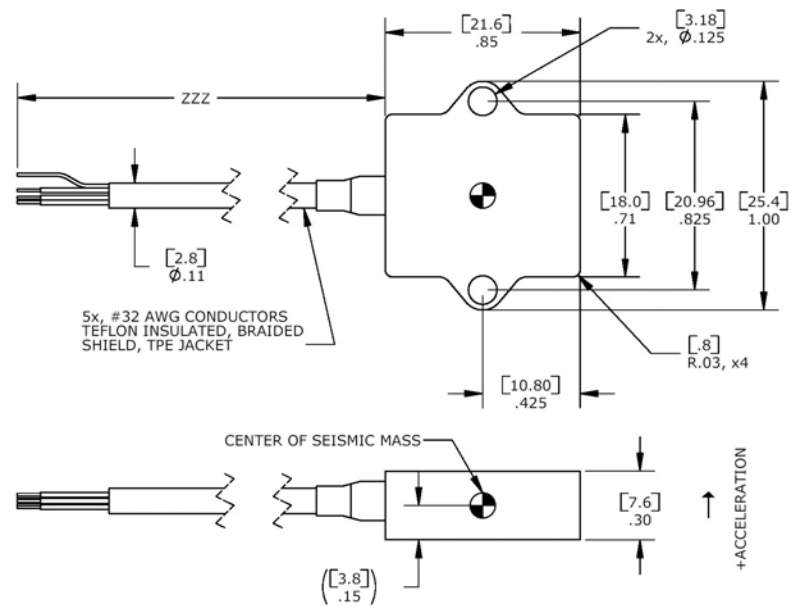 [21.6]
.85
[3.18]
2x, Ø.125
ZZZ
[18.0]
.71
[20.96]
.825
[25.4]
1.00
[2.8]
Ø.11
5x, #32 AWG CONDUCTORS
TEFLON INSULATED, BRAIDED
SHIELD, TPE JACKET
[.8]
R.03, x4
[10.80]
.425
CENTER OF SEISMIC MASS
[7.6]
.30
+ACCELERATION
([3.8]
.15)